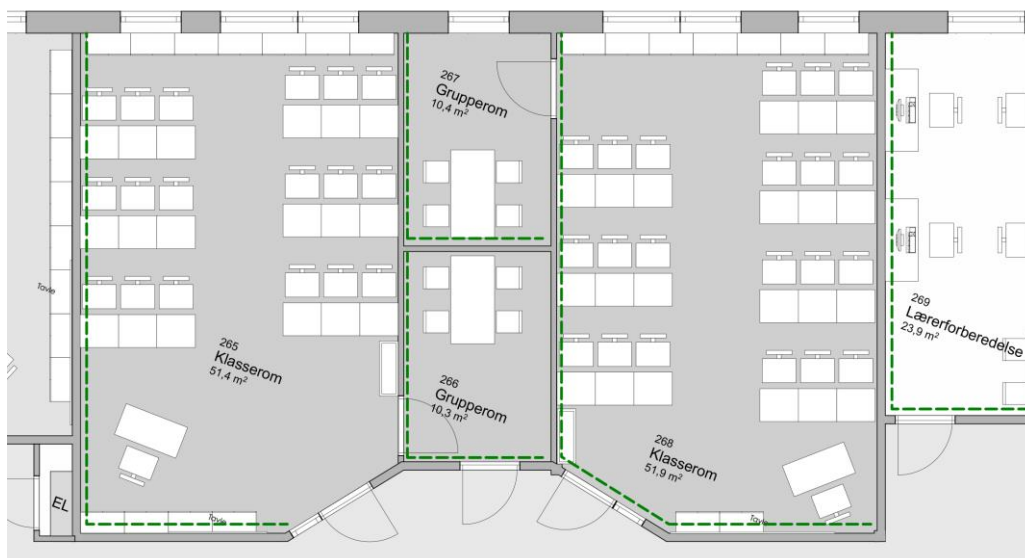 267
Grupperom
10,4 m²
Tavle
265
Klasserom
51,4 m²
266
Grupperom
10,3 m²
268
Klasserom
51,9 m²
269
Lærerforberedelse
23,9 m²
EL
Tavle
Tavle